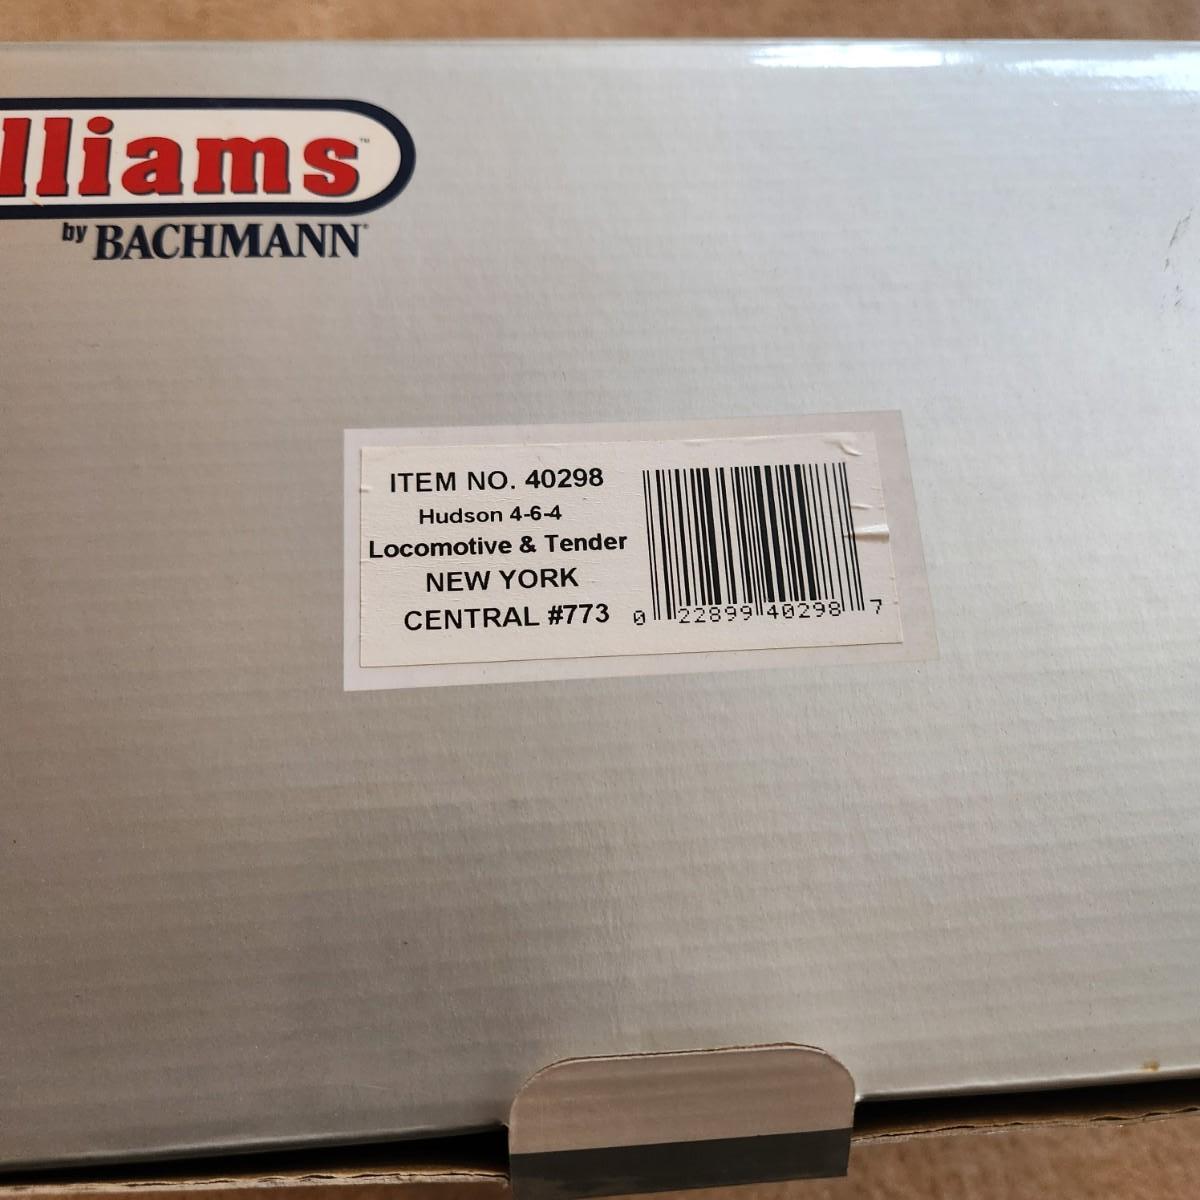 lliams™
by BACHMANN
ITEM NO. 40298
Hudson 4-6-4
Locomotive & Tender
NEW YORK
CENTRAL #773
0 22899 40298 7